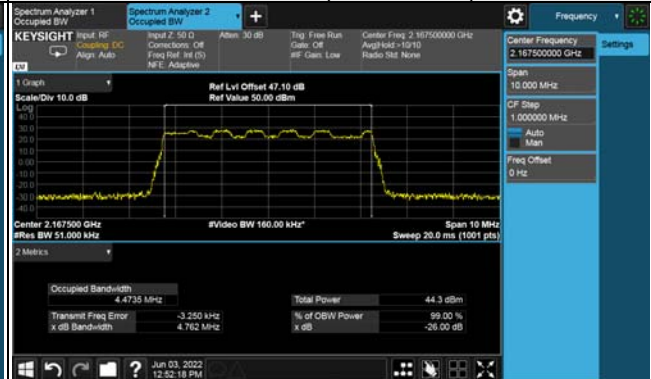 Spectrum Analyzer 1
Occupied BW
Spectrum Analyzer 2
Occupied BW
+
Frequency
KEYSIGHT
Input: RF
Coupling: DC
Align: Auto
Input Z: 50 Ω
Corrections: Off
Freq Ref: Int (S)
NFE: Adaptive
Atten: 30 dB
Trig: Free Run
Gate: Off
#IF Gain: Low
Center Freq: 2.167500000 GHz
Avg|Hold:>10/10
Radio Std: None
Center Frequency
2.167500000 GHz
Settings
Span
10.000 MHz
CF Step
1.000000 MHz
Auto
Man
Freq Offset
0 Hz
1 Graph
Scale/Div 10.0 dB
Ref Lvl Offset 47.10 dB
Ref Value 50.00 dBm
Log
40.0
30.0
20.0
10.0
0.00
-10.0
-20.0
-30.0
-40.0
Center 2.167500 GHz
#Res BW 51.000 kHz
#Video BW 160.00 kHz*
Span 10 MHz
Sweep 20.0 ms (1001 pts)
2 Metrics
Occupied Bandwidth
4.4735 MHz
Total Power 44.3 dBm
Transmit Freq Error -3.250 kHz
% of OBW Power 99.00 %
x dB Bandwidth 4.762 MHz
x dB -26.00 dB
?
Jun 03, 2022
12:52:18 PM